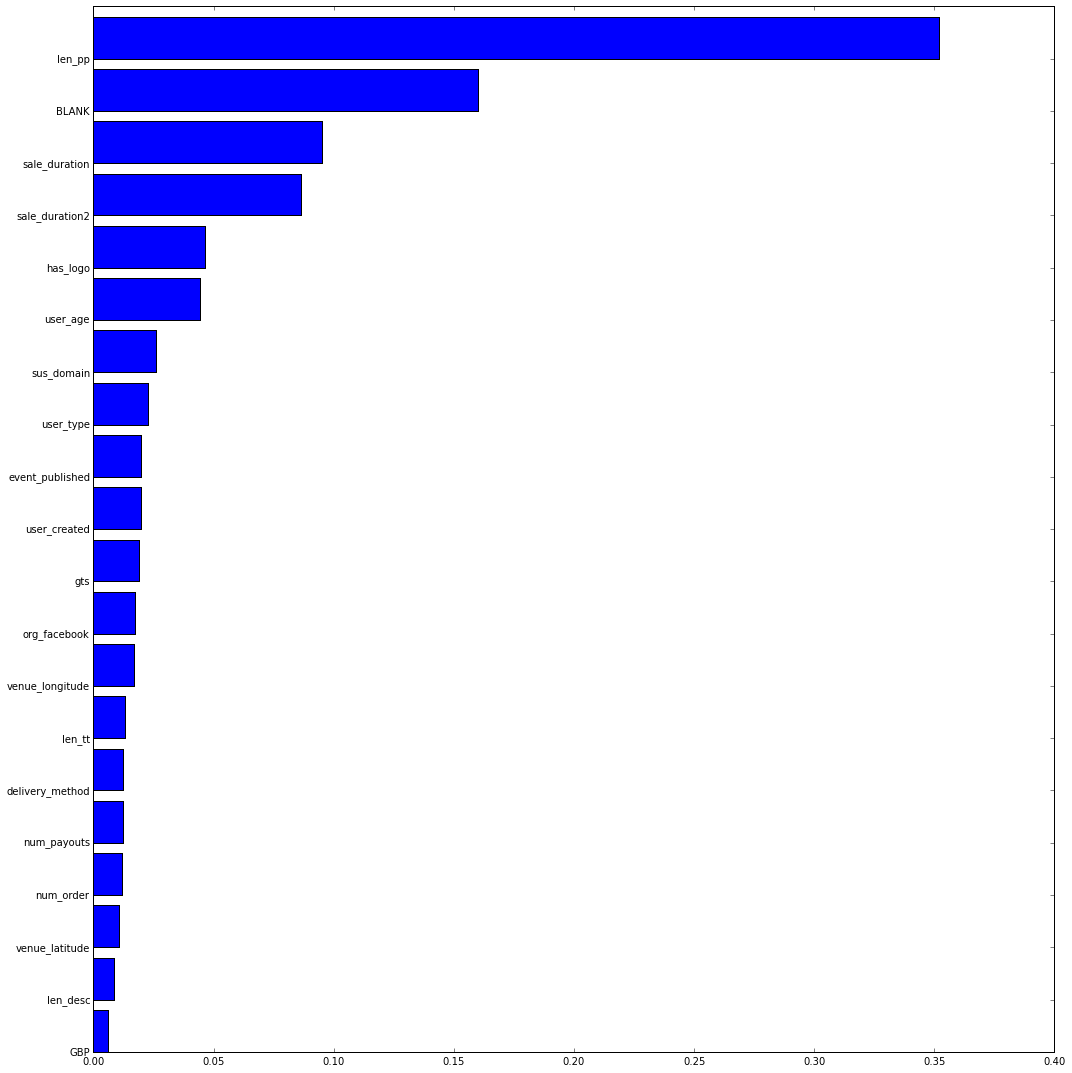 len_pp
BLANK
sale_duration
sale_duration2
has_logo
user_age
sus_domain
user_type
event_published
user_created
gts
org_facebook
venue_longitude
len_tt
delivery_method
num_payouts
num_order
venue_latitude
len_desc
GBP
0.00 0.05 0.10 0.15 0.20 0.25 0.30 0.35 0.40